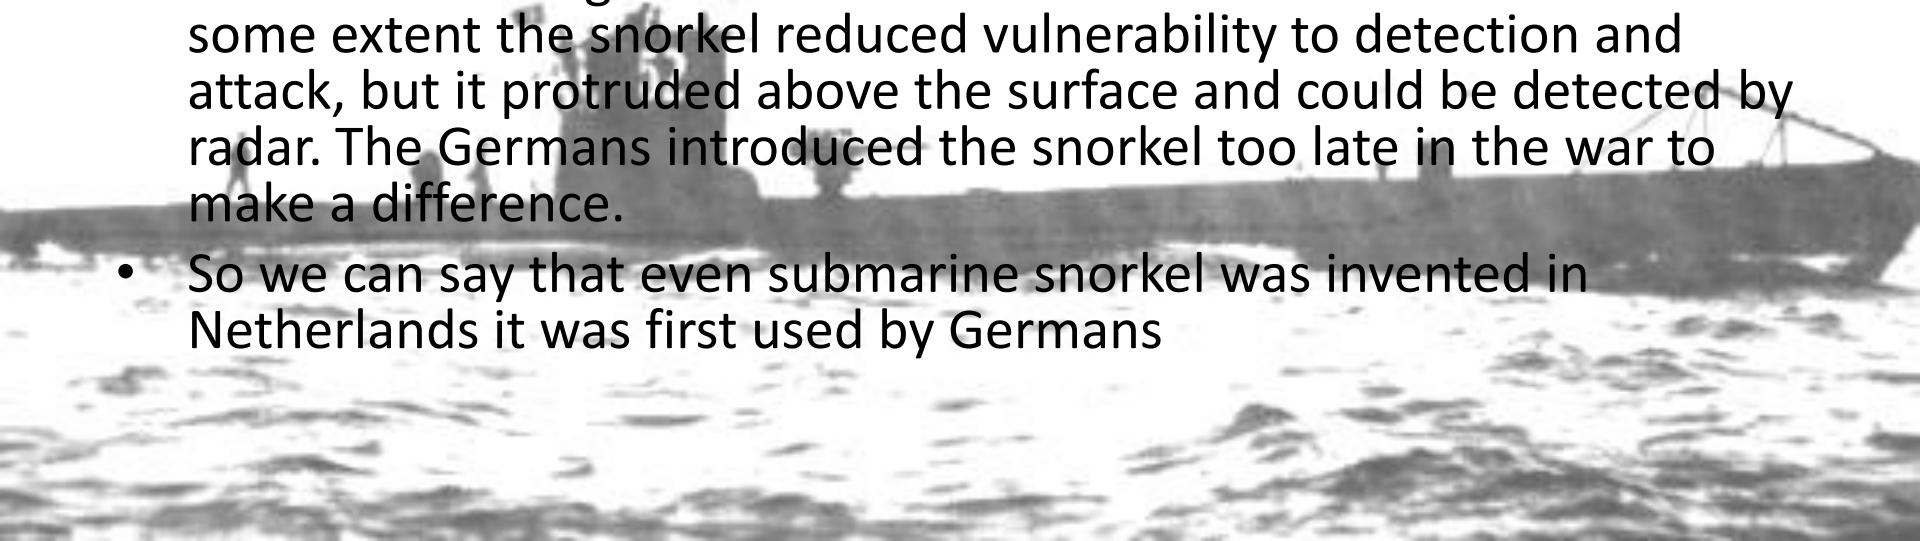 some extent the snorkel reduced vulnerability to detection and
attack, but it protruded above the surface and could be detected by
radar. The Germans introduced the snorkel too late in the war to
make a difference.
• So we can say that even submarine snorkel was invented in
Netherlands it was first used by Germans